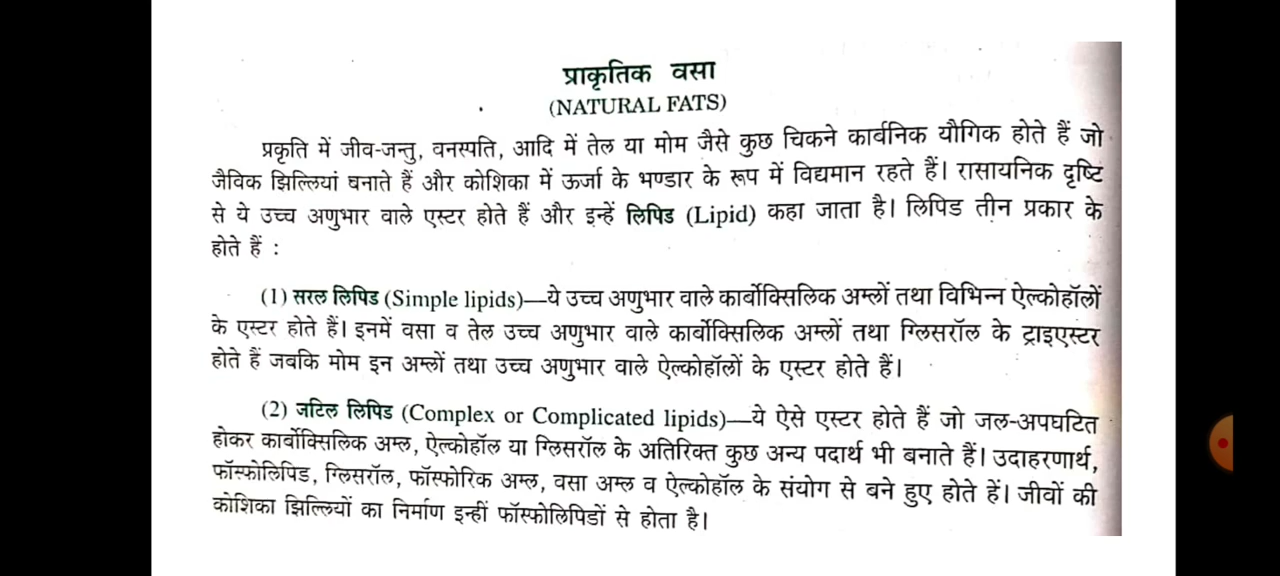 प्राकृतिक वसा
(NATURAL FATS)
प्रकृति में जीव-जन्तु, वनस्पति, आदि में तेल या मोम जैसे कुछ चिकने कार्बनिक यौगिक होते हैं जो
जैविक झिल्लियां बनाते हैं और कोशिका में ऊर्जा के भण्डार के रूप में विद्यमान रहते हैं। रासायनिक दृष्टि
से ये उच्च अणुभार वाले एस्टर होते हैं और इन्हें लिपिड (Lipid) कहा जाता है। लिपिड तीन प्रकार के
होते हैं :
(1) सरल लिपिड (Simple lipids)—ये उच्च अणुभार वाले कार्बोक्सिलिक अम्लों तथा विभिन्न ऐल्कोहॉलों
के एस्टर होते हैं। इनमें वसा व तेल उच्च अणुभार वाले कार्बोक्सिलिक अम्लों तथा ग्लिसरॉल के ट्राइएस्टर
होते हैं जबकि मोम इन अम्लों तथा उच्च अणुभार वाले ऐल्कोहॉलों के एस्टर होते हैं।
(2) जटिल लिपिड (Complex or Complicated lipids)—ये ऐसे एस्टर होते हैं जो जल-अपघटित
होकर कार्बोक्सिलिक अम्ल, ऐल्कोहॉल या ग्लिसरॉल के अतिरिक्त कुछ अन्य पदार्थ भी बनाते हैं। उदाहरणार्थ,
फॉस्फोलिपिड, ग्लिसरॉल, फॉस्फोरिक अम्ल, वसा अम्ल व ऐल्कोहॉल के संयोग से बने हुए होते हें। जीवों की
कोशिका झिल्लियों का निर्माण इन्हीं फॉस्फोलिपिडों से होता है।